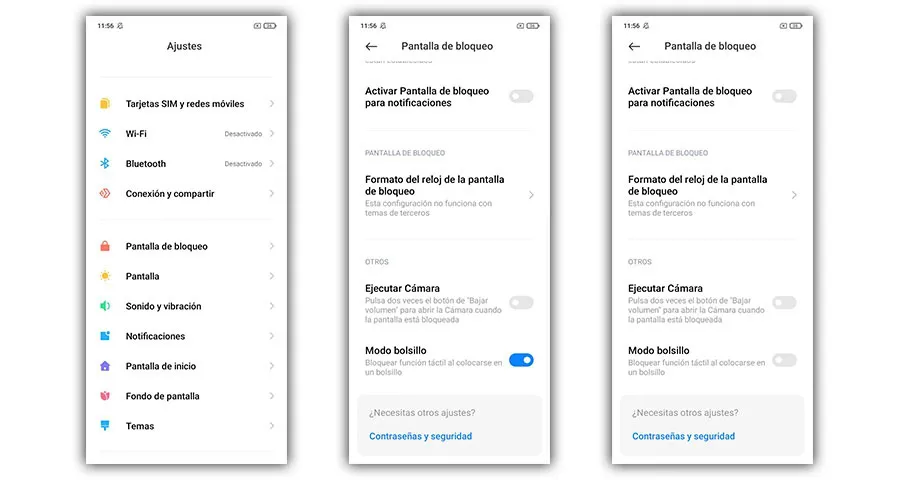 11:56
Ajustes
Tarjetas SIM y redes móviles
Wi-Fi Desactivado
Bluetooth Desactivado
Conexión y compartir
Pantalla de bloqueo
Pantalla
Sonido y vibración
Notificaciones
Pantalla de inicio
Fondo de pantalla
Temas
11:56
Pantalla de bloqueo
Activar Pantalla de bloqueo
para notificaciones
PANTALLA DE BLOQUEO
Formato del reloj de la pantalla
de bloqueo
Esta configuración no funciona con
temas de terceros
OTROS
Ejecutar Cámara
Pulsa dos veces el botón de "Bajar
volumen" para abrir la Cámara cuando
la pantalla está bloqueada
Modo bolsillo
Bloquear función táctil al colocarse en
un bolsillo
¿Necesitas otros ajustes?
Contraseñas y seguridad
11:56
Pantalla de bloqueo
Activar Pantalla de bloqueo
para notificaciones
PANTALLA DE BLOQUEO
Formato del reloj de la pantalla
de bloqueo
Esta configuración no funciona con
temas de terceros
OTROS
Ejecutar Cámara
Pulsa dos veces el botón de "Bajar
volumen" para abrir la Cámara cuando
la pantalla está bloqueada
Modo bolsillo
Bloquear función táctil al colocarse en
un bolsillo
¿Necesitas otros ajustes?
Contraseñas y seguridad